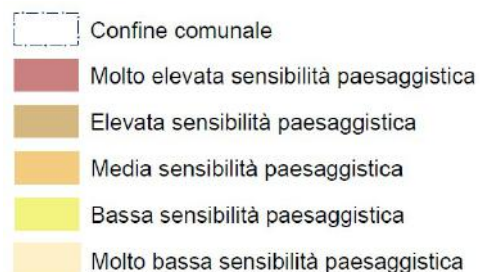 Confine comunale
Molto elevata sensibilità paesaggistica
Elevata sensibilità paesaggistica
Media sensibilità paesaggistica
Bassa sensibilità paesaggistica
Molto bassa sensibilità paesaggistica